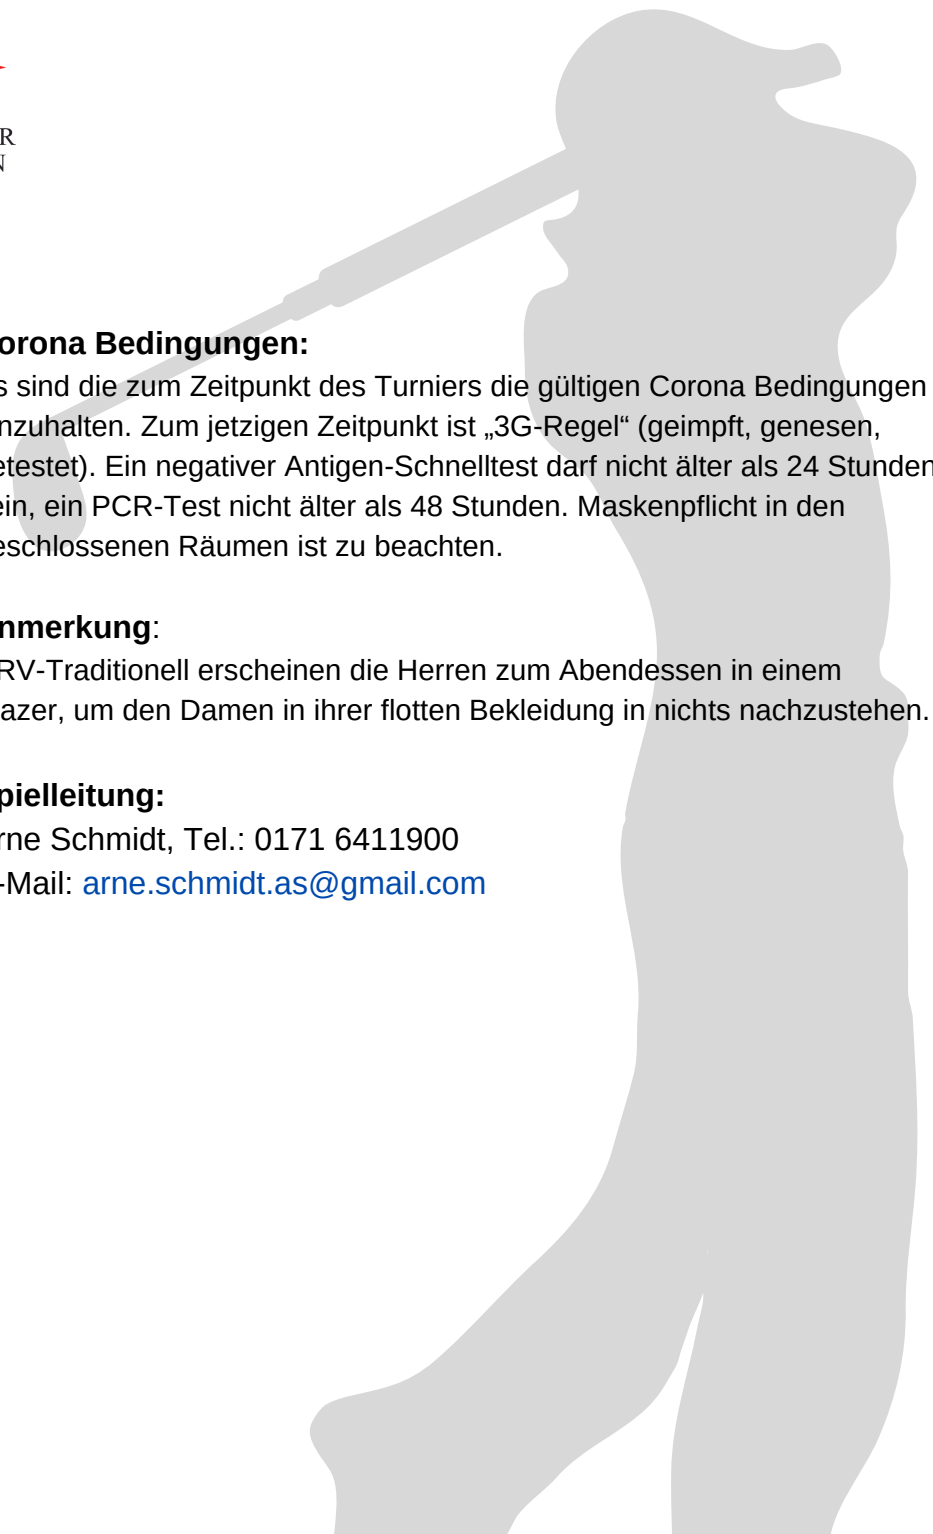 R
N
orona Bedingungen:
s sind die zum Zeitpunkt des Turniers die gültigen Corona Bedingungen
nzuhalten. Zum jetzigen Zeitpunkt ist „3G-Regel“ (geimpft, genesen,
etestet). Ein negativer Antigen-Schnelltest darf nicht älter als 24 Stunden
ein, ein PCR-Test nicht älter als 48 Stunden. Maskenpflicht in den
eschlossenen Räumen ist zu beachten.
nmerkung:
RV-Traditionell erscheinen die Herren zum Abendessen in einem
azer, um den Damen in ihrer flotten Bekleidung in nichts nachzustehen.
pielleitung:
rne Schmidt, Tel.: 0171 6411900
-Mail: arne.schmidt.as@gmail.com